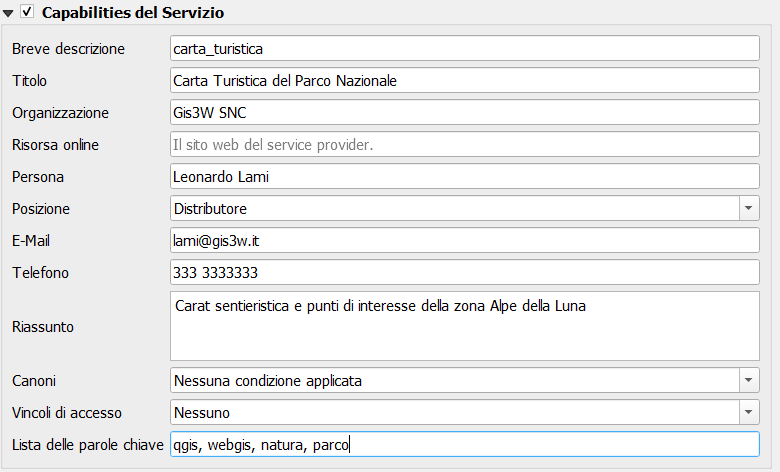 Capabilities del Servizio
Breve descrizione carta_turistica
Titolo Carta Turistica del Parco Nazionale
Organizzazione Gis3W SNC
Risorsa online Il sito web del service provider.
Persona Leonardo Lami
Posizione Distributore
E-Mail lami@gis3w.it
Telefono 333 3333333
Riassunto Carat sentieristica e punti di interesse della zona Alpe della Luna
Canoni Nessuna condizione applicata
Vincoli di accesso Nessuno
Lista delle parole chiave qgis, webgis, natura, parco